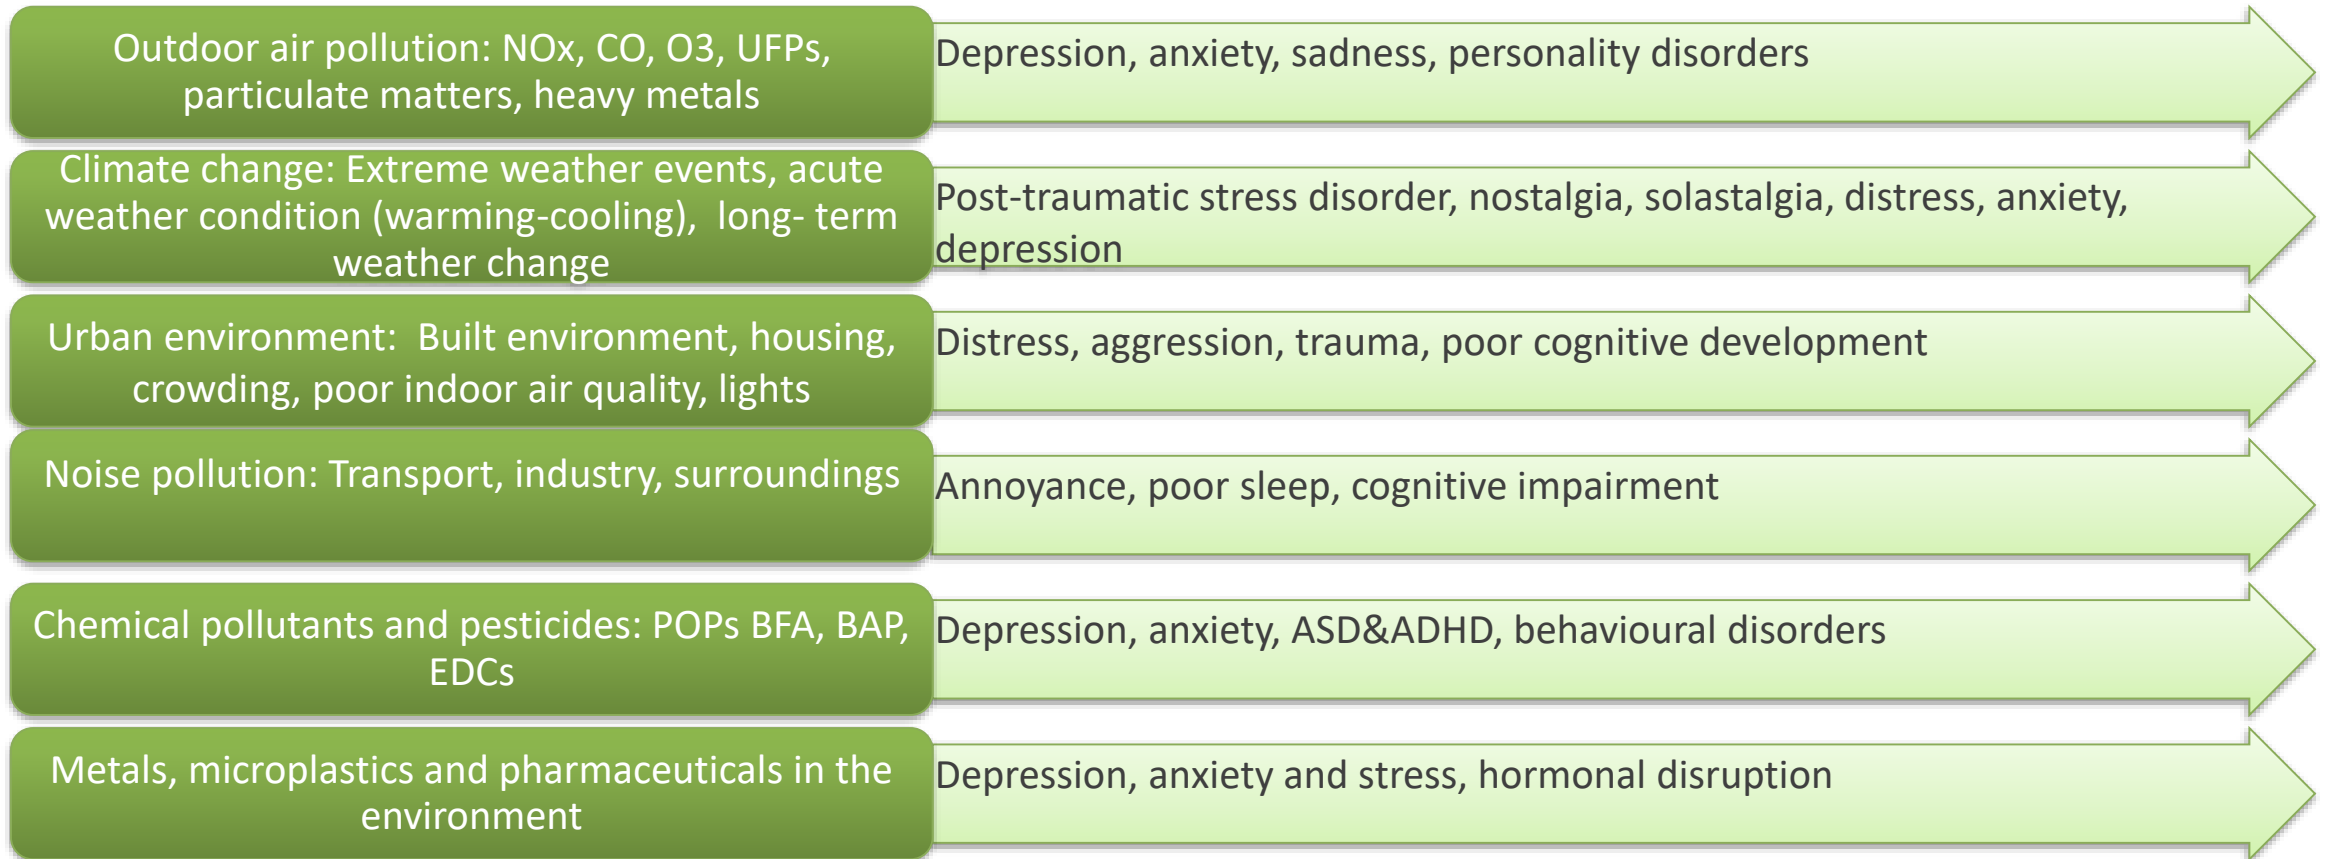 Outdoor air pollution: NOx, CO, O3, UFPs,
particulate matters, heavy metals
Depression, anxiety, sadness, personality disorders
Climate change: Extreme weather events, acute
weather condition (warming-cooling),  long- term
weather change
Post-traumatic stress disorder, nostalgia, solastalgia, distress, anxiety,
depression
Urban environment:  Built environment, housing,
crowding, poor indoor air quality, lights
Distress, aggression, trauma, poor cognitive development
Noise pollution: Transport, industry, surroundings
Annoyance, poor sleep, cognitive impairment
Chemical pollutants and pesticides: POPs BFA, BAP,
EDCs
Depression, anxiety, ASD&ADHD, behavioural disorders
Metals, microplastics and pharmaceuticals in the
environment
Depression, anxiety and stress, hormonal disruption